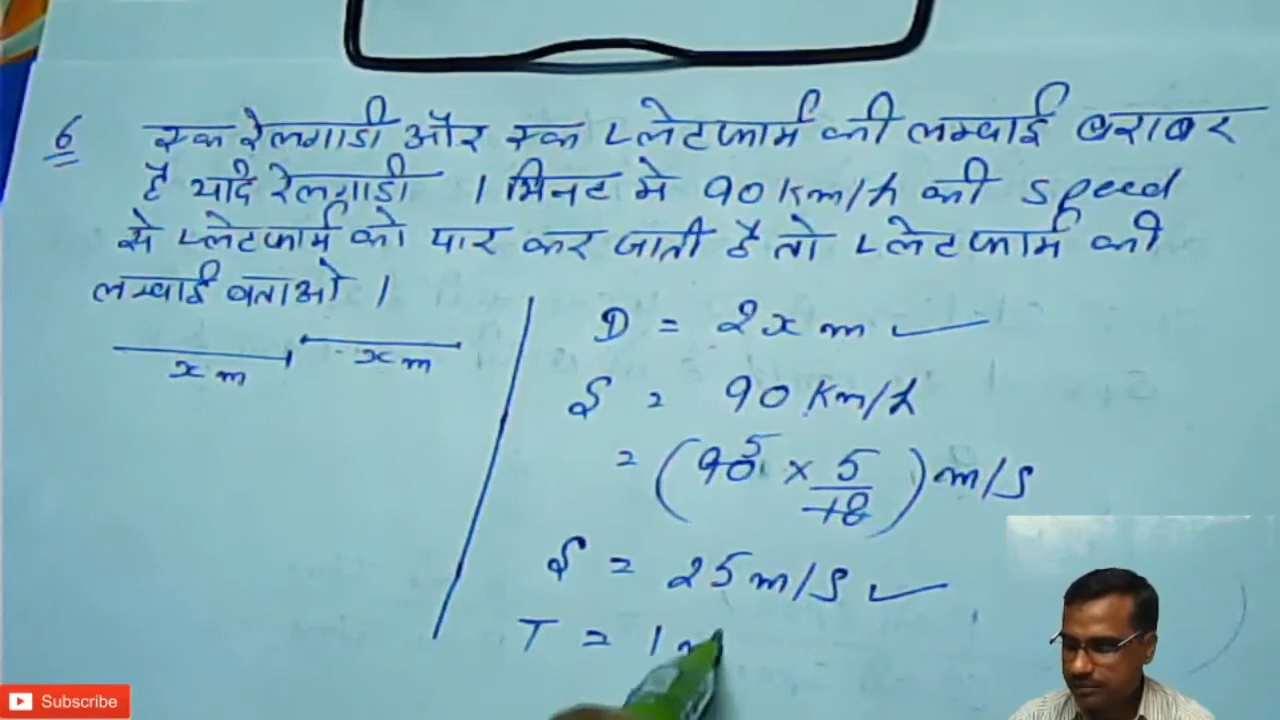 6 एक रेलगाडी और एक प्लेटफार्म की लम्बाई बराबर
है यदि रेलगाडी 1 मिनट मे 90 Km/h की speed
से प्लेटफार्म को पार कर जाती है तो प्लेटफार्म की
लम्बाई बताओ ।
x m x m
D = 2x m
S = 90 Km/h
= (90 5 × 5/18) m/s
S = 25 m/s
T = 1 m
Subscribe